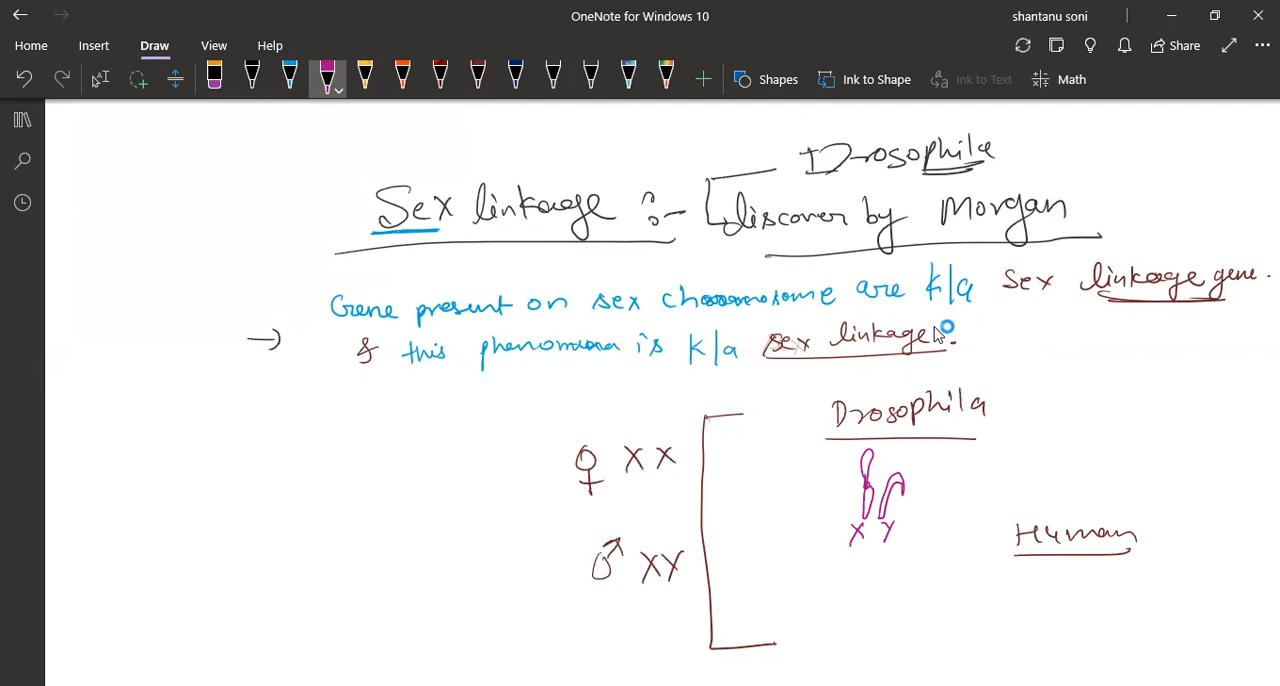 OneNote for Windows 10
shantanu soni
Home Insert Draw View Help
Share
Shapes Ink to Shape Ink to Text Math
Drosophila
Sex linkage :- discover by Morgan
Gene present on sex chromosome are k/a sex linkage gene.
→ & this phenomena is k/a sex linkage.
Drosophila
♀ XX
X Y
Human
♂ XY